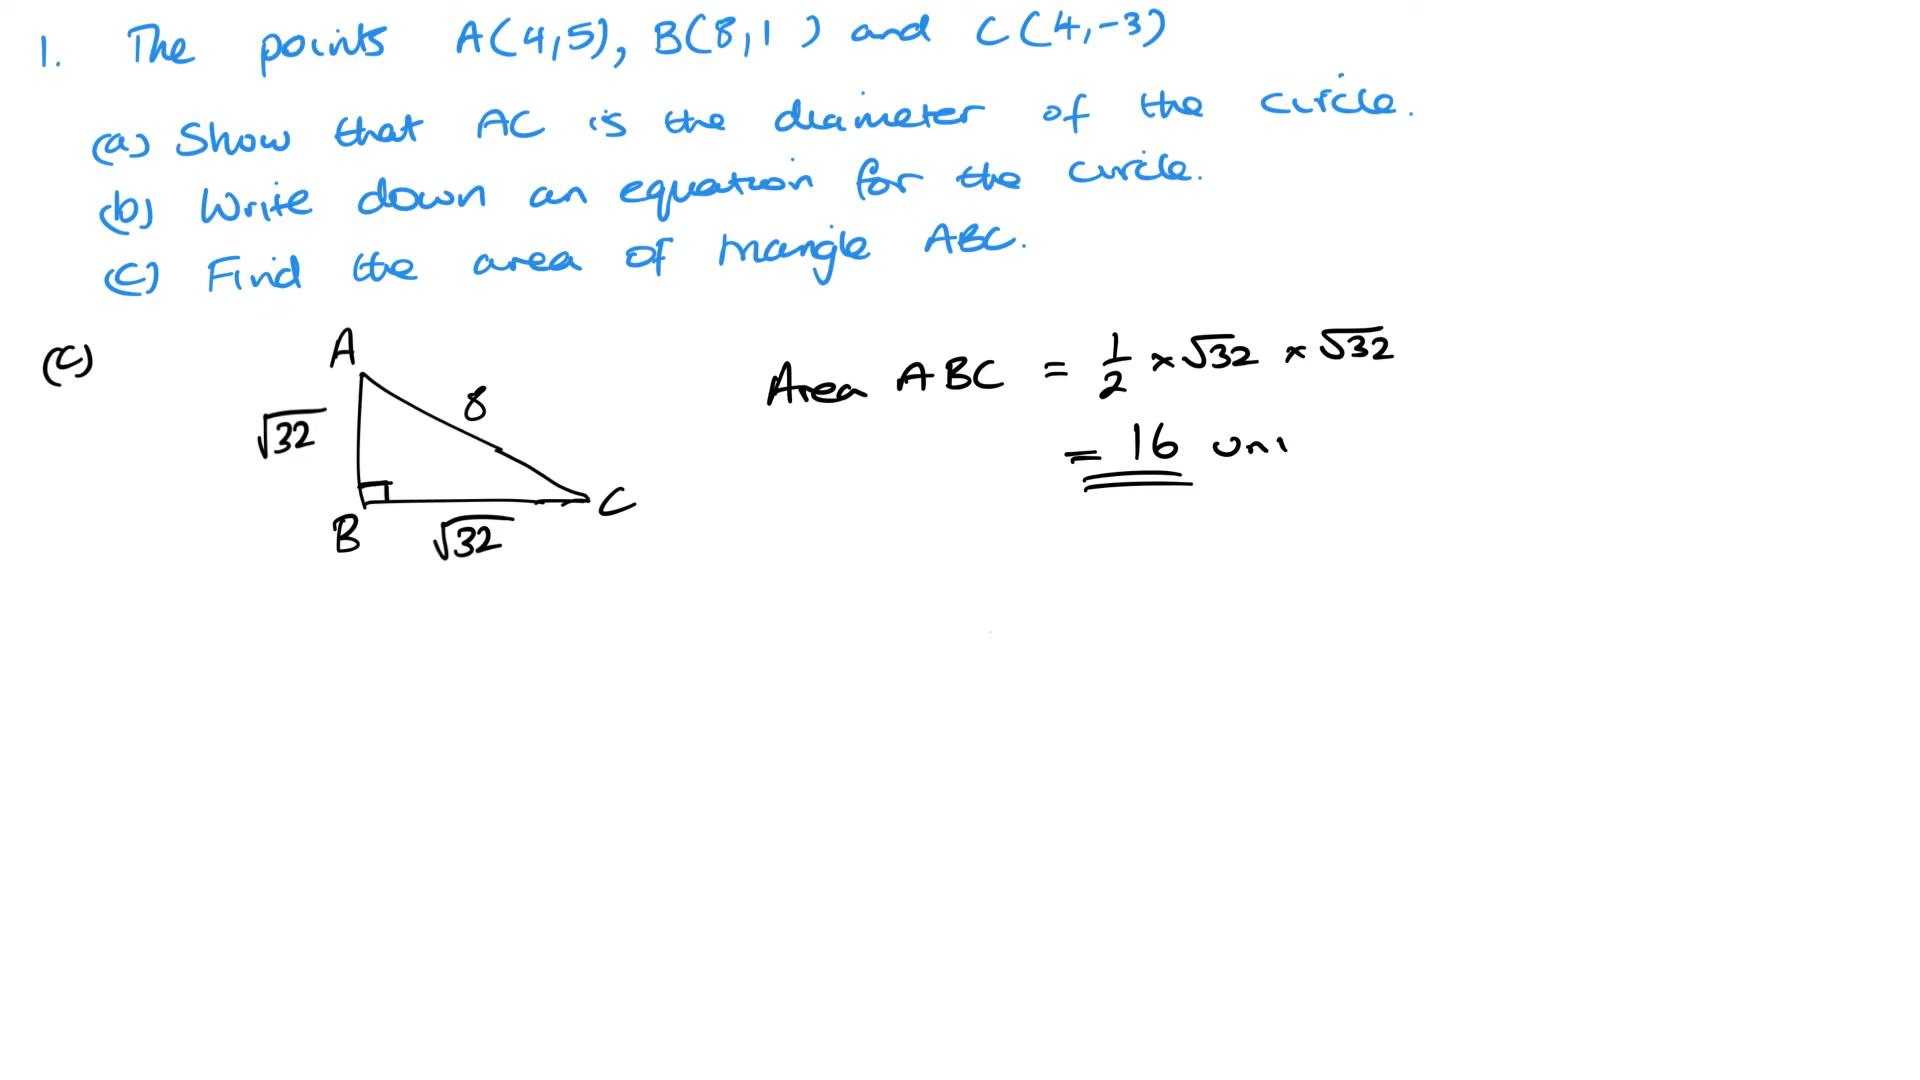 1. The points A(4,5), B(8,1) and C(4,-3)
(a) Show that AC is the diameter of the circle.
(b) Write down an equation for the circle.
(c) Find the area of triangle ABC.
(c)
A
8
√32
B
√32
C
Area ABC = 1/2 × √32 × √32
= 16 uni